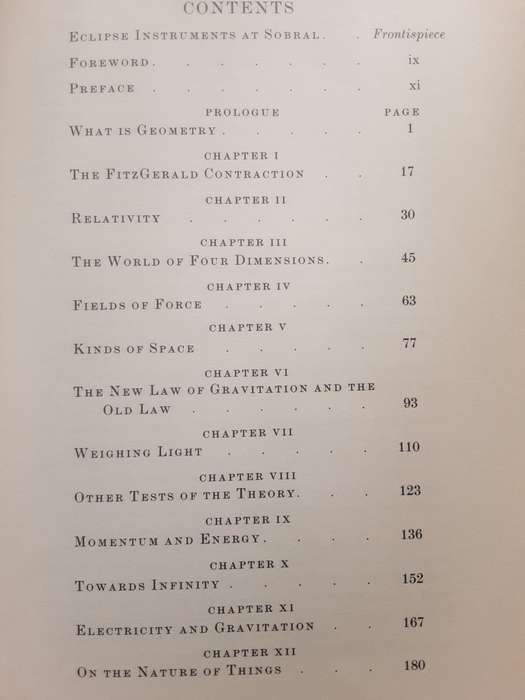 CONTENTS
ECLIPSE INSTRUMENTS AT SOBRAL. . Frontispiece
FOREWORD. . . . . . . ix
PREFACE . . . . . . xi
PROLOGUE PAGE
WHAT IS GEOMETRY . . . . . 1
CHAPTER I
THE FITZGERALD CONTRACTION . . 17
CHAPTER II
RELATIVITY . . . . . . 30
CHAPTER III
THE WORLD OF FOUR DIMENSIONS. . 45
CHAPTER IV
FIELDS OF FORCE . . . . . 63
CHAPTER V
KINDS OF SPACE . . . . . 77
CHAPTER VI
THE NEW LAW OF GRAVITATION AND THE
OLD LAW . . . . . . 93
CHAPTER VII
WEIGHING LIGHT . . . . . 110
CHAPTER VIII
OTHER TESTS OF THE THEORY. . . 123
CHAPTER IX
MOMENTUM AND ENERGY. . . . 136
CHAPTER X
TOWARDS INFINITY . . . . . 152
CHAPTER XI
ELECTRICITY AND GRAVITATION . . 167
CHAPTER XII
ON THE NATURE OF THINGS . . . 180